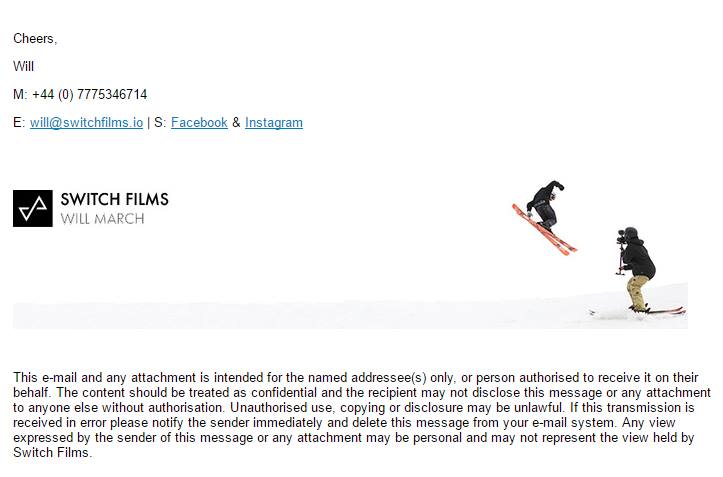 Cheers,
Will
M: +44 (0) 7775346714
E: will@switchfilms.io | S: Facebook & Instagram
SWITCH FILMS
WILL MARCH
This e-mail and any attachment is intended for the named addressee(s) only, or person authorised to receive it on their
behalf. The content should be treated as confidential and the recipient may not disclose this message or any attachment
to anyone else without authorisation. Unauthorised use, copying or disclosure may be unlawful. If this transmission is
received in error please notify the sender immediately and delete this message from your e-mail system. Any view
expressed by the sender of this message or any attachment may be personal and may not represent the view held by
Switch Films.